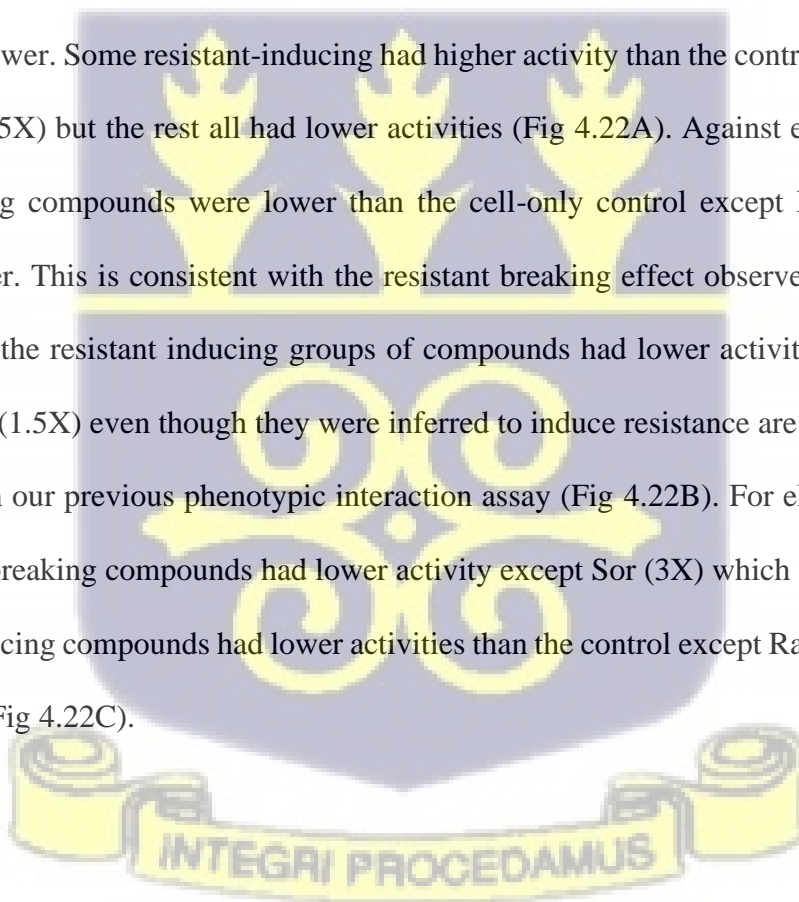 wer. Some resistant-inducing had higher activity than the contr
5X) but the rest all had lower activities (Fig 4.22A). Against e
g compounds were lower than the cell-only control except
er. This is consistent with the resistant breaking effect observe
the resistant inducing groups of compounds had lower activit
(1.5X) even though they were inferred to induce resistance are
our previous phenotypic interaction assay (Fig 4.22B). For el
breaking compounds had lower activity except Sor (3X) which
cing compounds had lower activities than the control except Ra
Fig 4.22C).
INTEGRI PROCEDAMUS